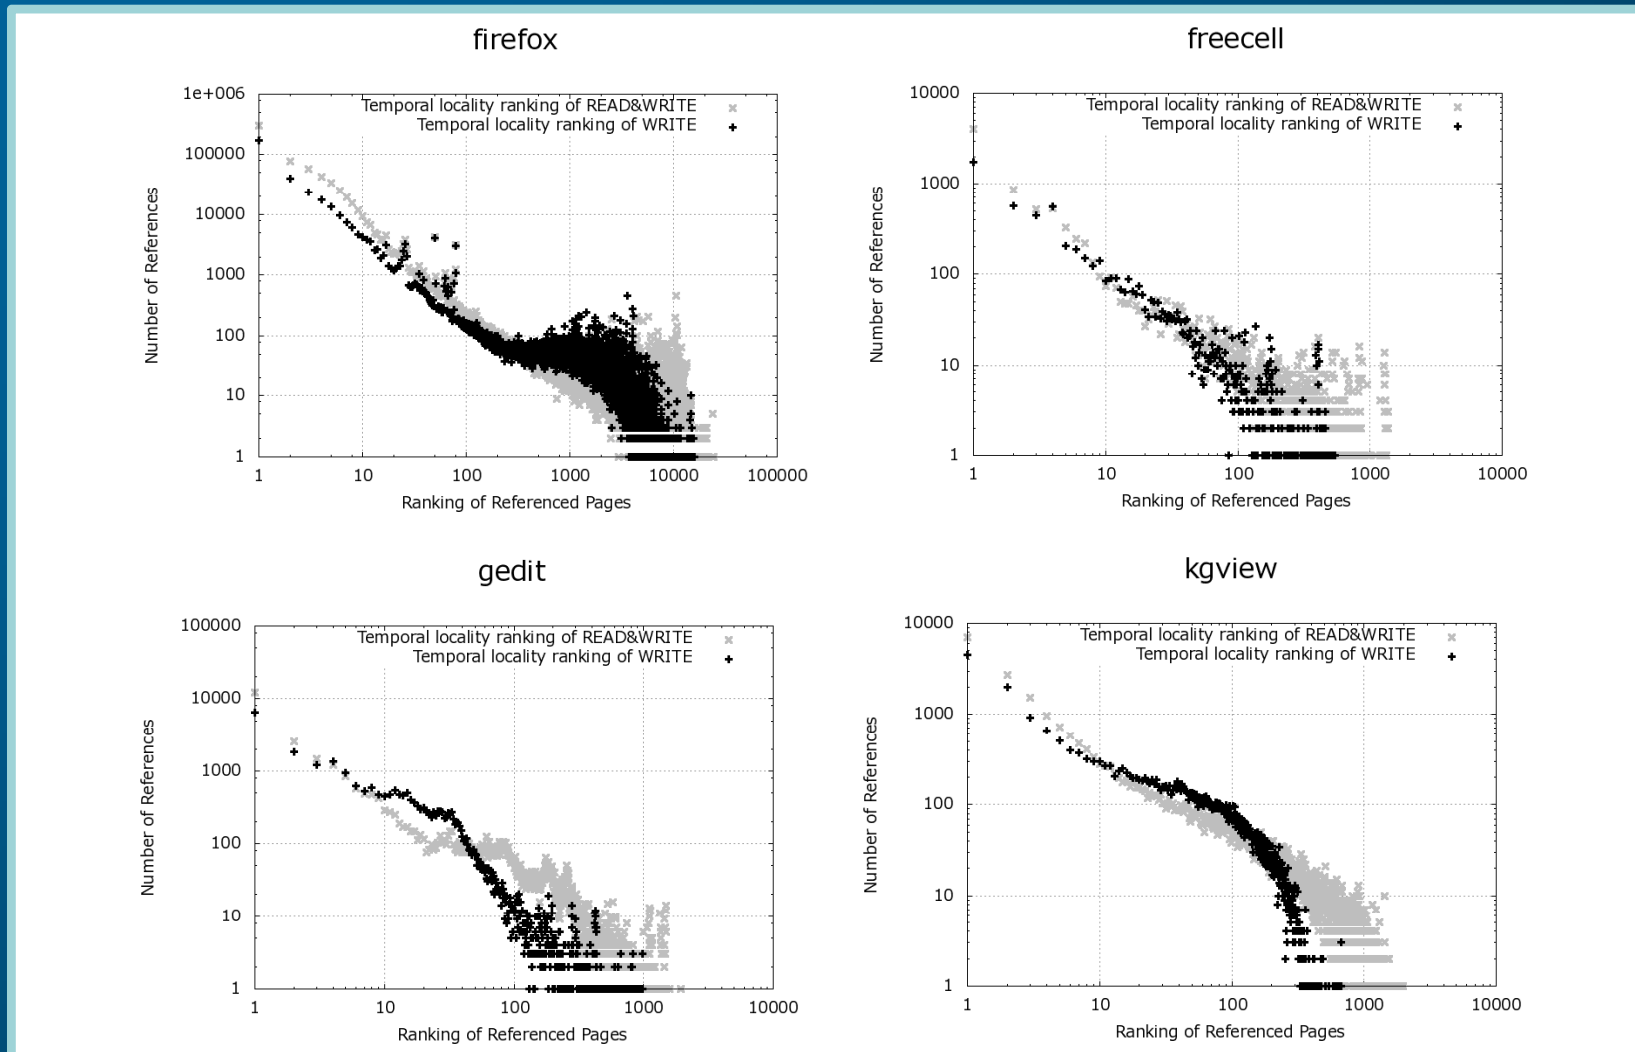 firefox
1e+006
100000
10000
1000
100
10
1
Temporal locality ranking of READ&WRITE
Temporal locality ranking of WRITE
Number of References
1 10 100 1000 10000 100000
Ranking of Referenced Pages
freecell
10000
1000
100
10
1
Temporal locality ranking of READ&WRITE
Temporal locality ranking of WRITE
Number of References
1 10 100 1000 10000
Ranking of Referenced Pages
gedit
100000
10000
1000
100
10
1
Temporal locality ranking of READ&WRITE
Temporal locality ranking of WRITE
Number of References
1 10 100 1000 10000
Ranking of Referenced Pages
kgview
10000
1000
100
10
1
Temporal locality ranking of READ&WRITE
Temporal locality ranking of WRITE
Number of References
1 10 100 1000 10000
Ranking of Referenced Pages